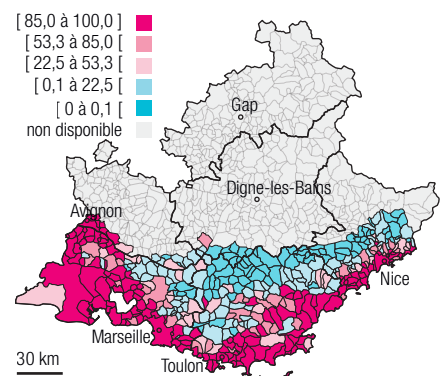 [ 85,0 à 100,0 ]
[ 53,3 à 85,0 [
[ 22,5 à 53,3 [
[ 0,1 à 22,5 [
[ 0 à 0,1 [
non disponible
Gap
Digne-les-Bains
Avignon
Nice
Marseille
Toulon
30 km